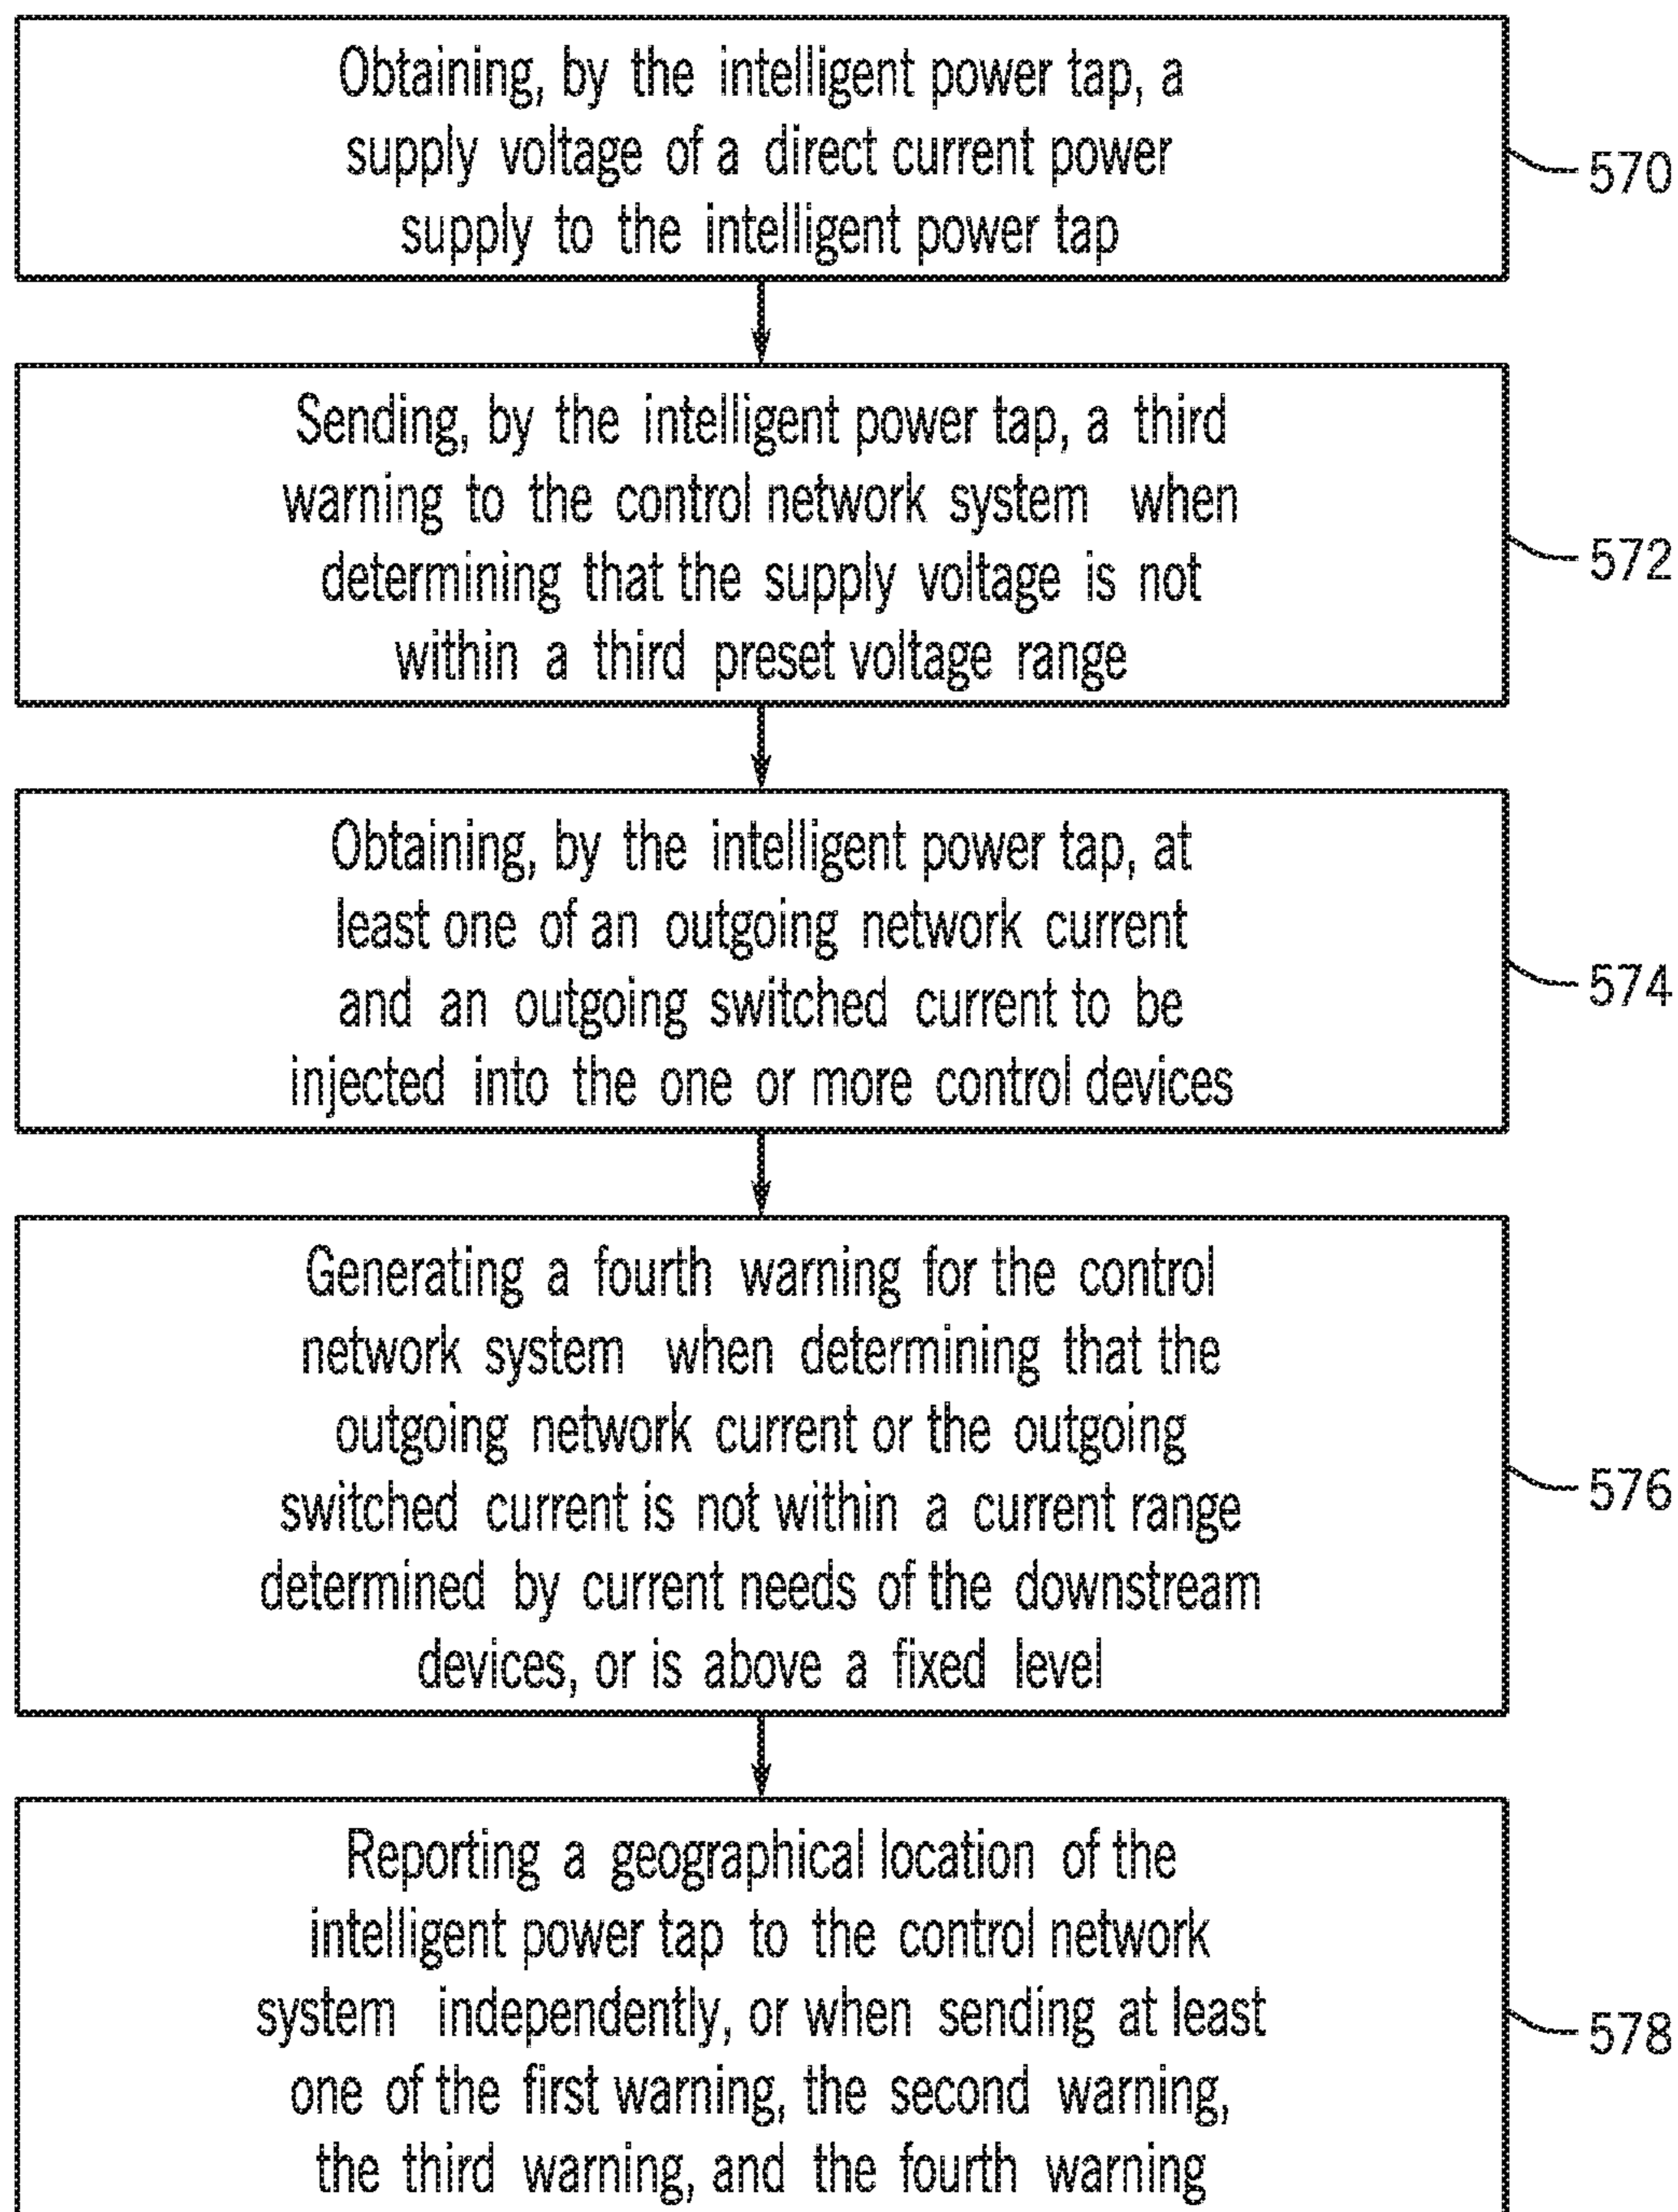 Obtaining, by the intelligent power tap, a
supply voltage of a direct current power
supply to the intelligent power tap
570
Sending, by the intelligent power tap, a third
warning to the control network system when
determining that the supply voltage is not
within a third preset voltage range
572
Obtaining, by the intelligent power tap, at
least one of an outgoing network current
and an outgoing switched current to be
injected into the one or more control devices
574
Generating a fourth warning for the control
network system when determining that the
outgoing network current or the outgoing
switched current is not within a current range
determined by current needs of the downstream
devices, or is above a fixed level
576
Reporting a geographical location of the
intelligent power tap to the control network
system independently, or when sending at least
one of the first warning, the second warning,
the third warning, and the fourth warning
578